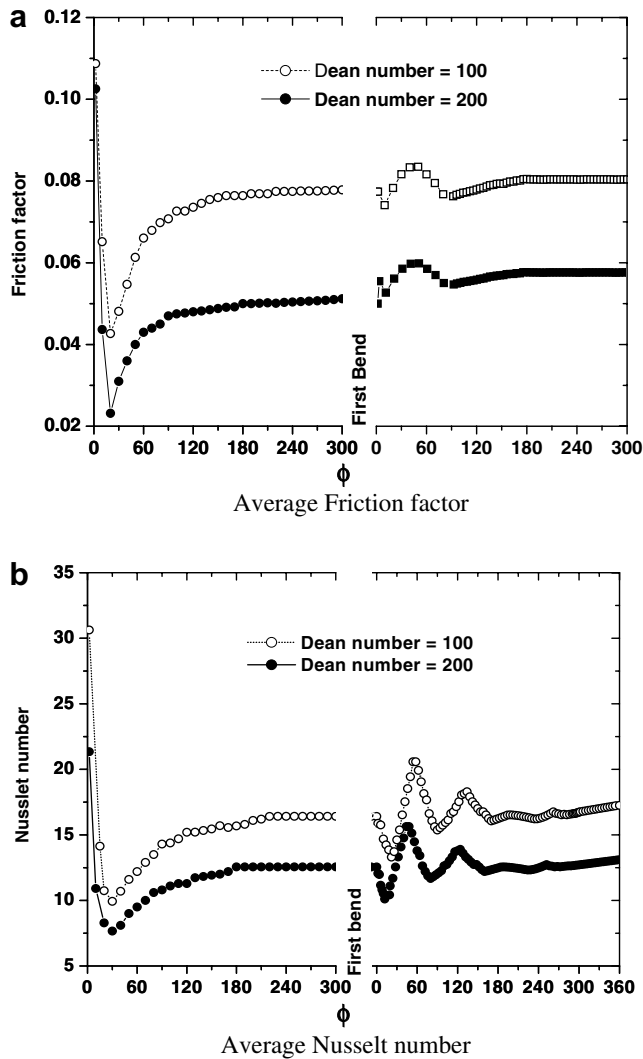 a
0.12
0.10
0.08
0.06
0.04
0.02
Friction factor
Dean number = 100
Dean number = 200
First Bend
0 60 120 180 240 300 0 60 120 180 240 300
ϕ
Average Friction factor
b
35
30
25
20
15
10
5
Nusslet number
Dean number = 100
Dean number = 200
First bend
0 60 120 180 240 300 0 60 120 180 240 300 360
ϕ
Average Nusselt number